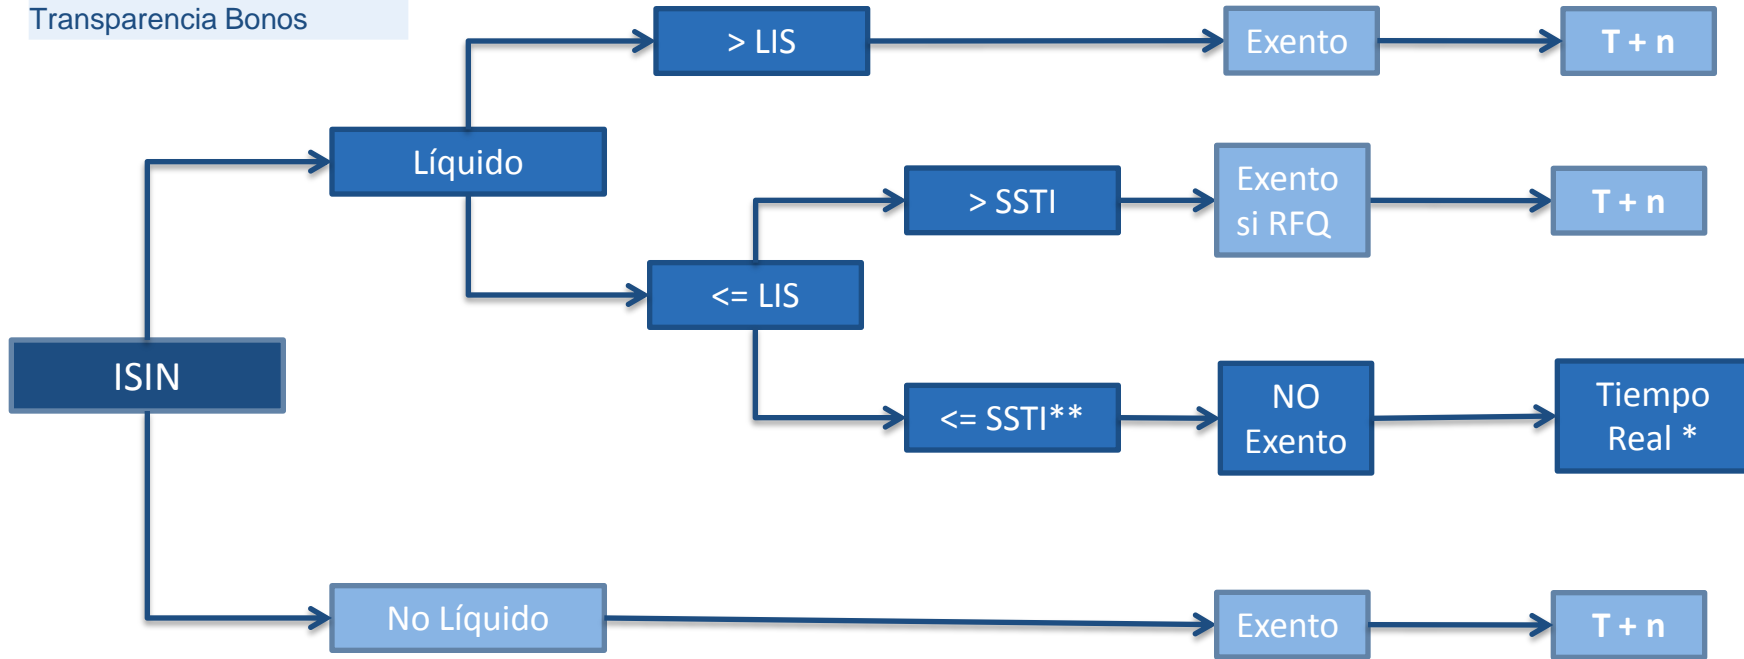 Transparencia Bonos
> LIS
Exento
T + n
Líquido
> SSTI
Exento
si RFQ
T + n
<= LIS
ISIN
<= SSTI**
NO
Exento
Tiempo
Real *
No Líquido
Exento
T + n